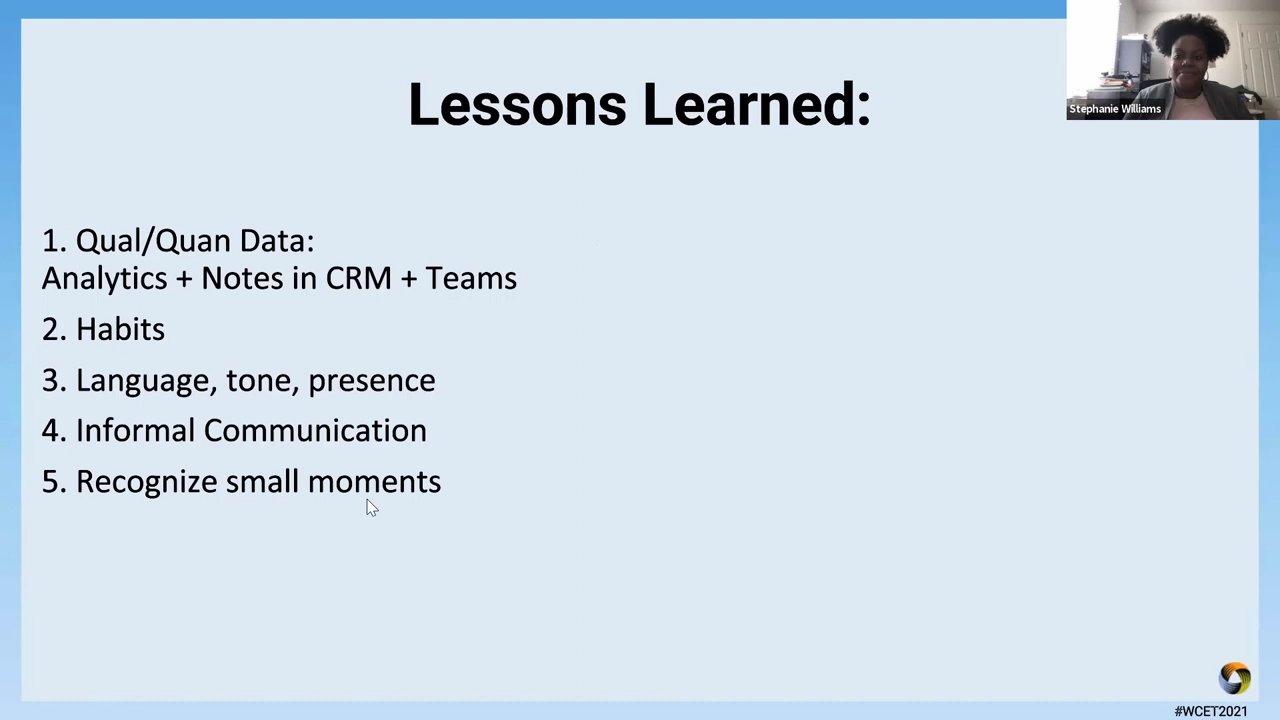 Lessons Learned:
Stephanie Williams
1. Qual/Quan Data:
Analytics + Notes in CRM + Teams
2. Habits
3. Language, tone, presence
4. Informal Communication
5. Recognize small moments
#WCET2021